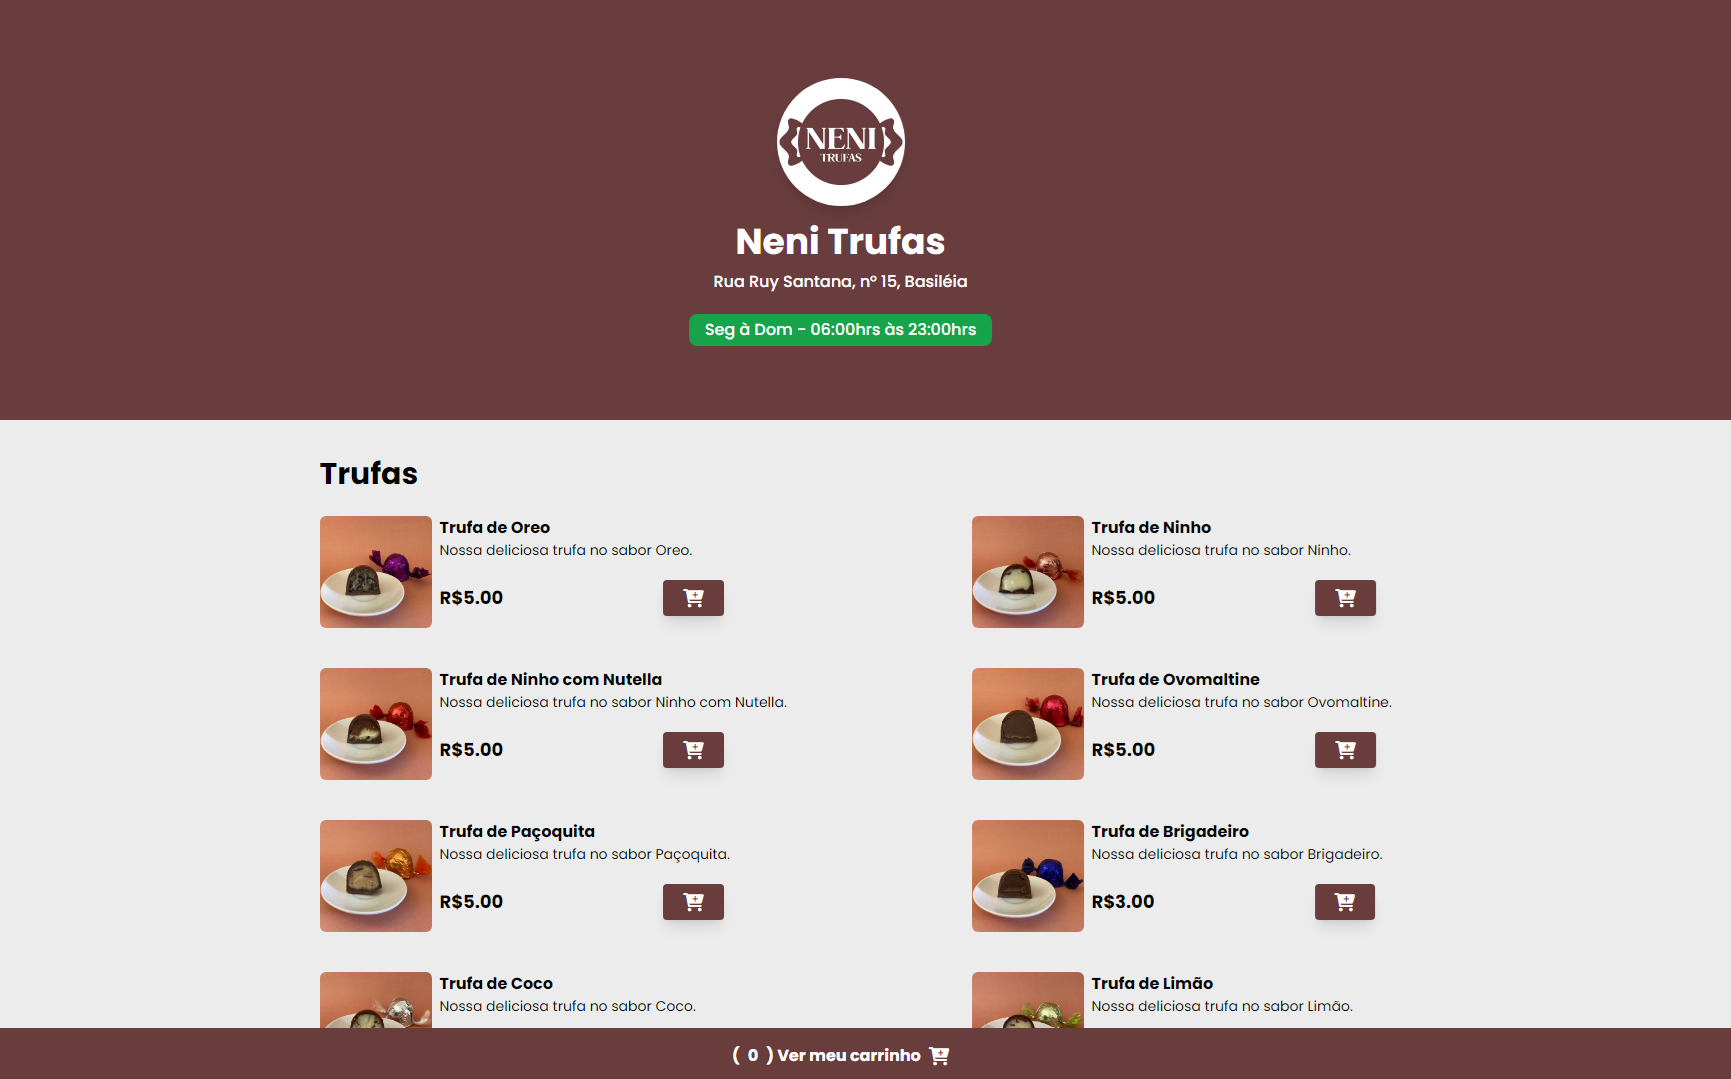 NENI
TRUFAS
Neni Trufas
Rua Ruy Santana, nº 15, Basiléia
Seg à Dom - 06:00hrs às 23:00hrs
Trufas
Trufa de Oreo
Nossa deliciosa trufa no sabor Oreo.
R$5.00
Trufa de Ninho
Nossa deliciosa trufa no sabor Ninho.
R$5.00
Trufa de Ninho com Nutella
Nossa deliciosa trufa no sabor Ninho com Nutella.
R$5.00
Trufa de Ovomaltine
Nossa deliciosa trufa no sabor Ovomaltine.
R$5.00
Trufa de Paçoquita
Nossa deliciosa trufa no sabor Paçoquita.
R$5.00
Trufa de Brigadeiro
Nossa deliciosa trufa no sabor Brigadeiro.
R$3.00
Trufa de Coco
Nossa deliciosa trufa no sabor Coco.
Trufa de Limão
Nossa deliciosa trufa no sabor Limão.
( 0 ) Ver meu carrinho